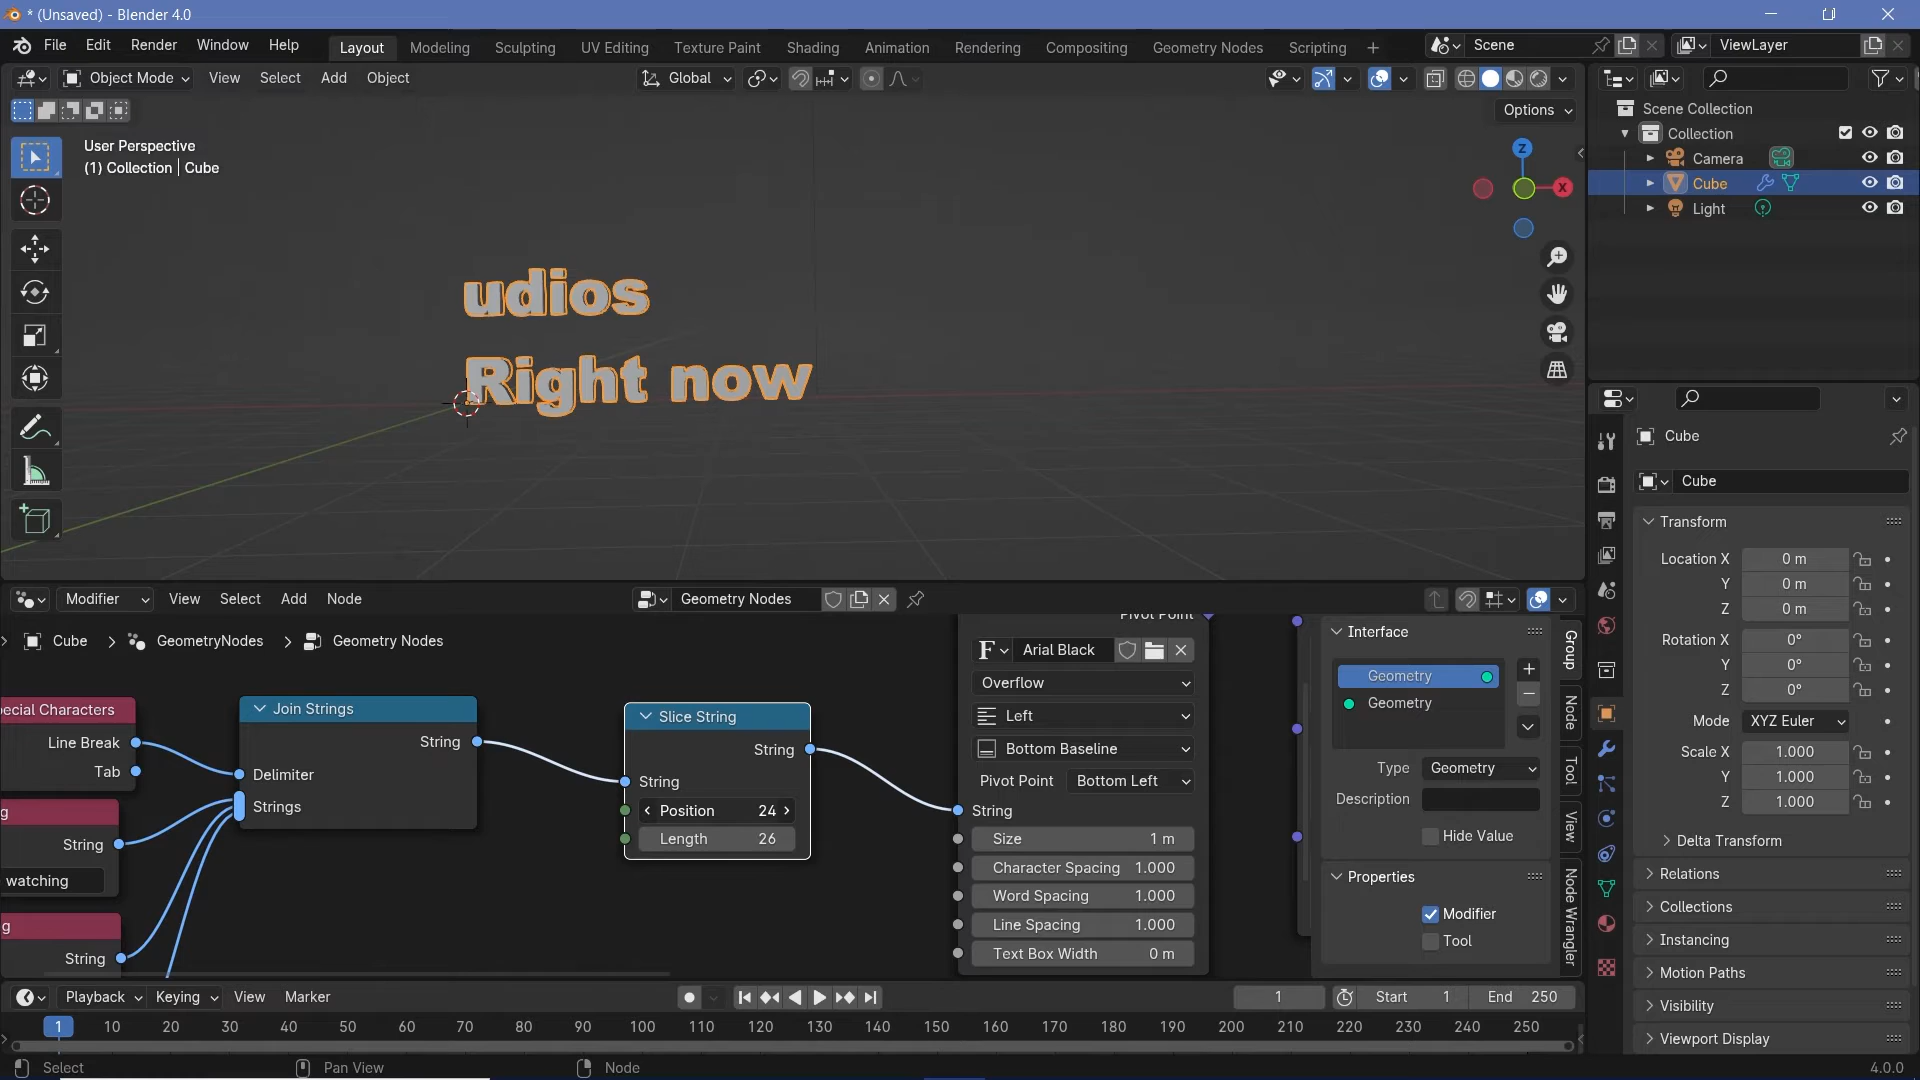 * (Unsaved) - Blender 4.0
File Edit Render Window Help Layout Modeling Sculpting UV Editing Texture Paint Shading Animation Rendering Compositing Geometry Nodes Scripting + Scene ViewLayer
Object Mode View Select Add Object Global
Options
User Perspective
(1) Collection | Cube
Z
X
udios
Right now
Scene Collection
Collection
Camera
Cube
Light
Cube
Cube
Transform
Location X 0 m
Y 0 m
Z 0 m
Rotation X 0°
Y 0°
Z 0°
Mode XYZ Euler
Scale X 1.000
Y 1.000
Z 1.000
Delta Transform
Relations
Collections
Instancing
Motion Paths
Visibility
Viewport Display
Modifier View Select Add Node Geometry Nodes
Cube > GeometryNodes > Geometry Nodes
ecial Characters
Line Break
Tab
g
String
watching
g
String
Join Strings
String
Delimiter
Strings
Slice String
String
String
Position 24
Length 26
Pivot Point
F Arial Black
Overflow
Left
Bottom Baseline
Pivot Point Bottom Left
String
Size 1 m
Character Spacing 1.000
Word Spacing 1.000
Line Spacing 1.000
Text Box Width 0 m
Interface
Geometry
Geometry
Type Geometry
Description
Hide Value
Properties
Modifier
Tool
Group
Node
Tool
View
Node Wrangler
Playback Keying View Marker 1 Start 1 End 250
1 10 20 30 40 50 60 70 80 90 100 110 120 130 140 150 160 170 180 190 200 210 220 230 240 250
Select Pan View Node 4.0.0